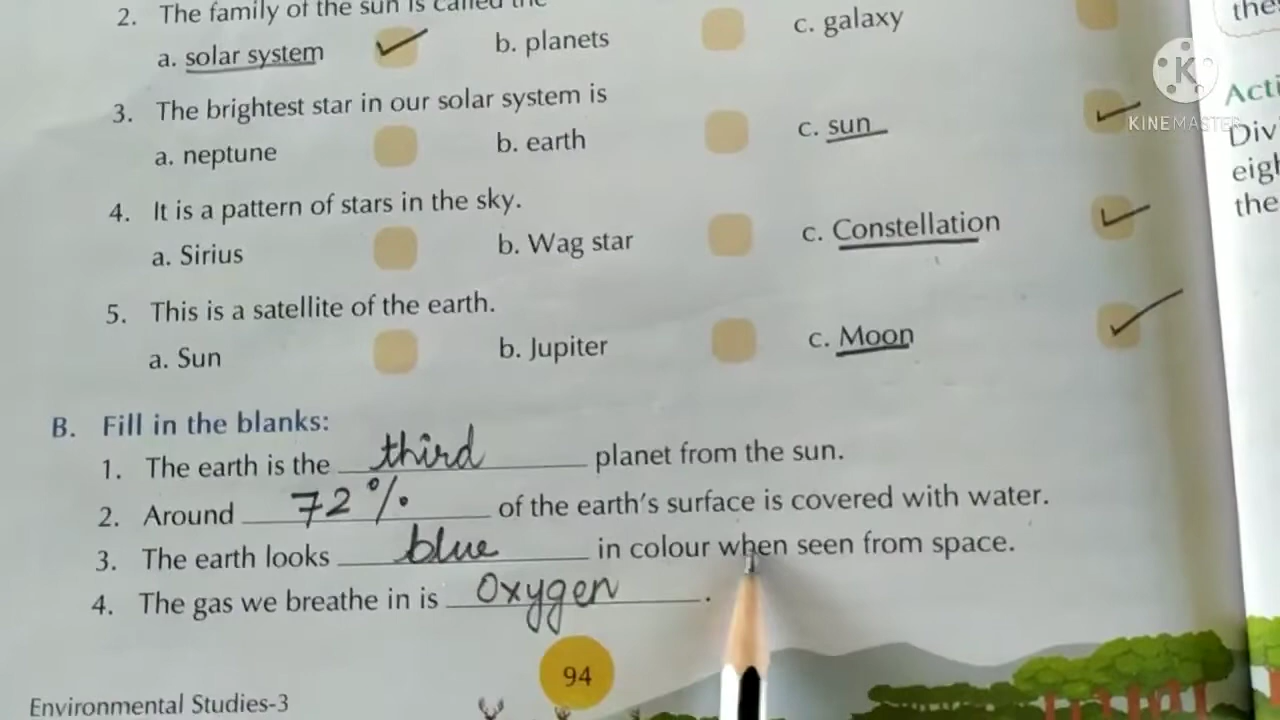 2. The family of the sun is called the
a. solar system b. planets c. galaxy
3. The brightest star in our solar system is
a. neptune b. earth c. sun
4. It is a pattern of stars in the sky.
a. Sirius b. Wag star c. Constellation
5. This is a satellite of the earth.
a. Sun b. Jupiter c. Moon
B. Fill in the blanks:
1. The earth is the third planet from the sun.
2. Around 72% of the earth's surface is covered with water.
3. The earth looks blue in colour when seen from space.
4. The gas we breathe in is Oxygen.
94
Environmental Studies-3
the
K
KINEMASTER
Acti
Divi
eigh
the